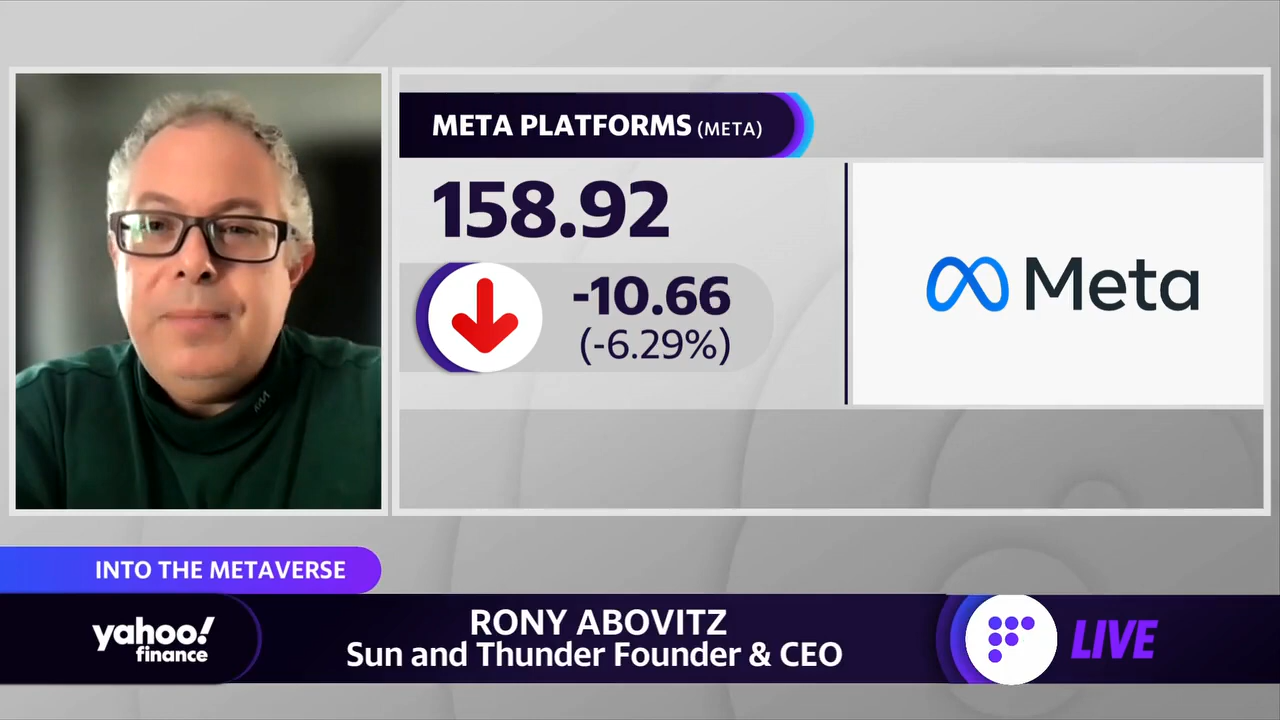 META PLATFORMS (META)
158.92
-10.66
(-6.29%)
Meta
INTO THE METAVERSE
yahoo!
finance
RONY ABOVITZ
Sun and Thunder Founder & CEO
LIVE